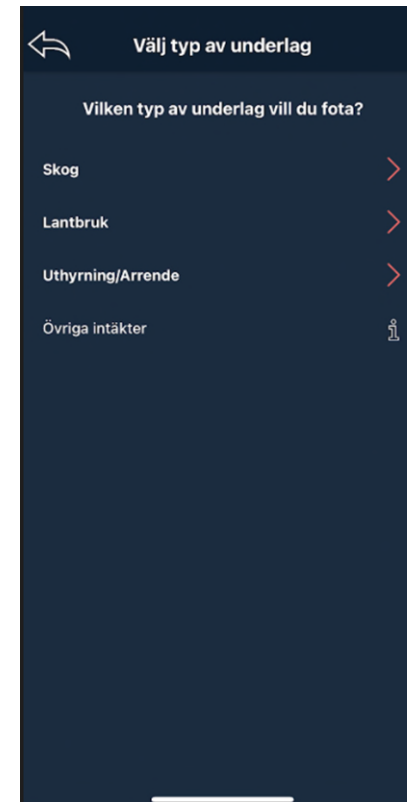 Välj typ av underlag
Vilken typ av underlag vill du fota?
Skog
Lantbruk
Uthyrning/Arrende
Övriga intäkter